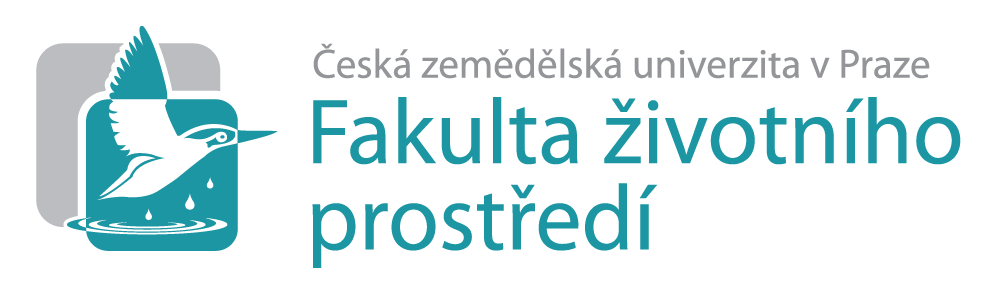 Česká zemědělská univerzita v Praze
Fakulta životního
prostředí